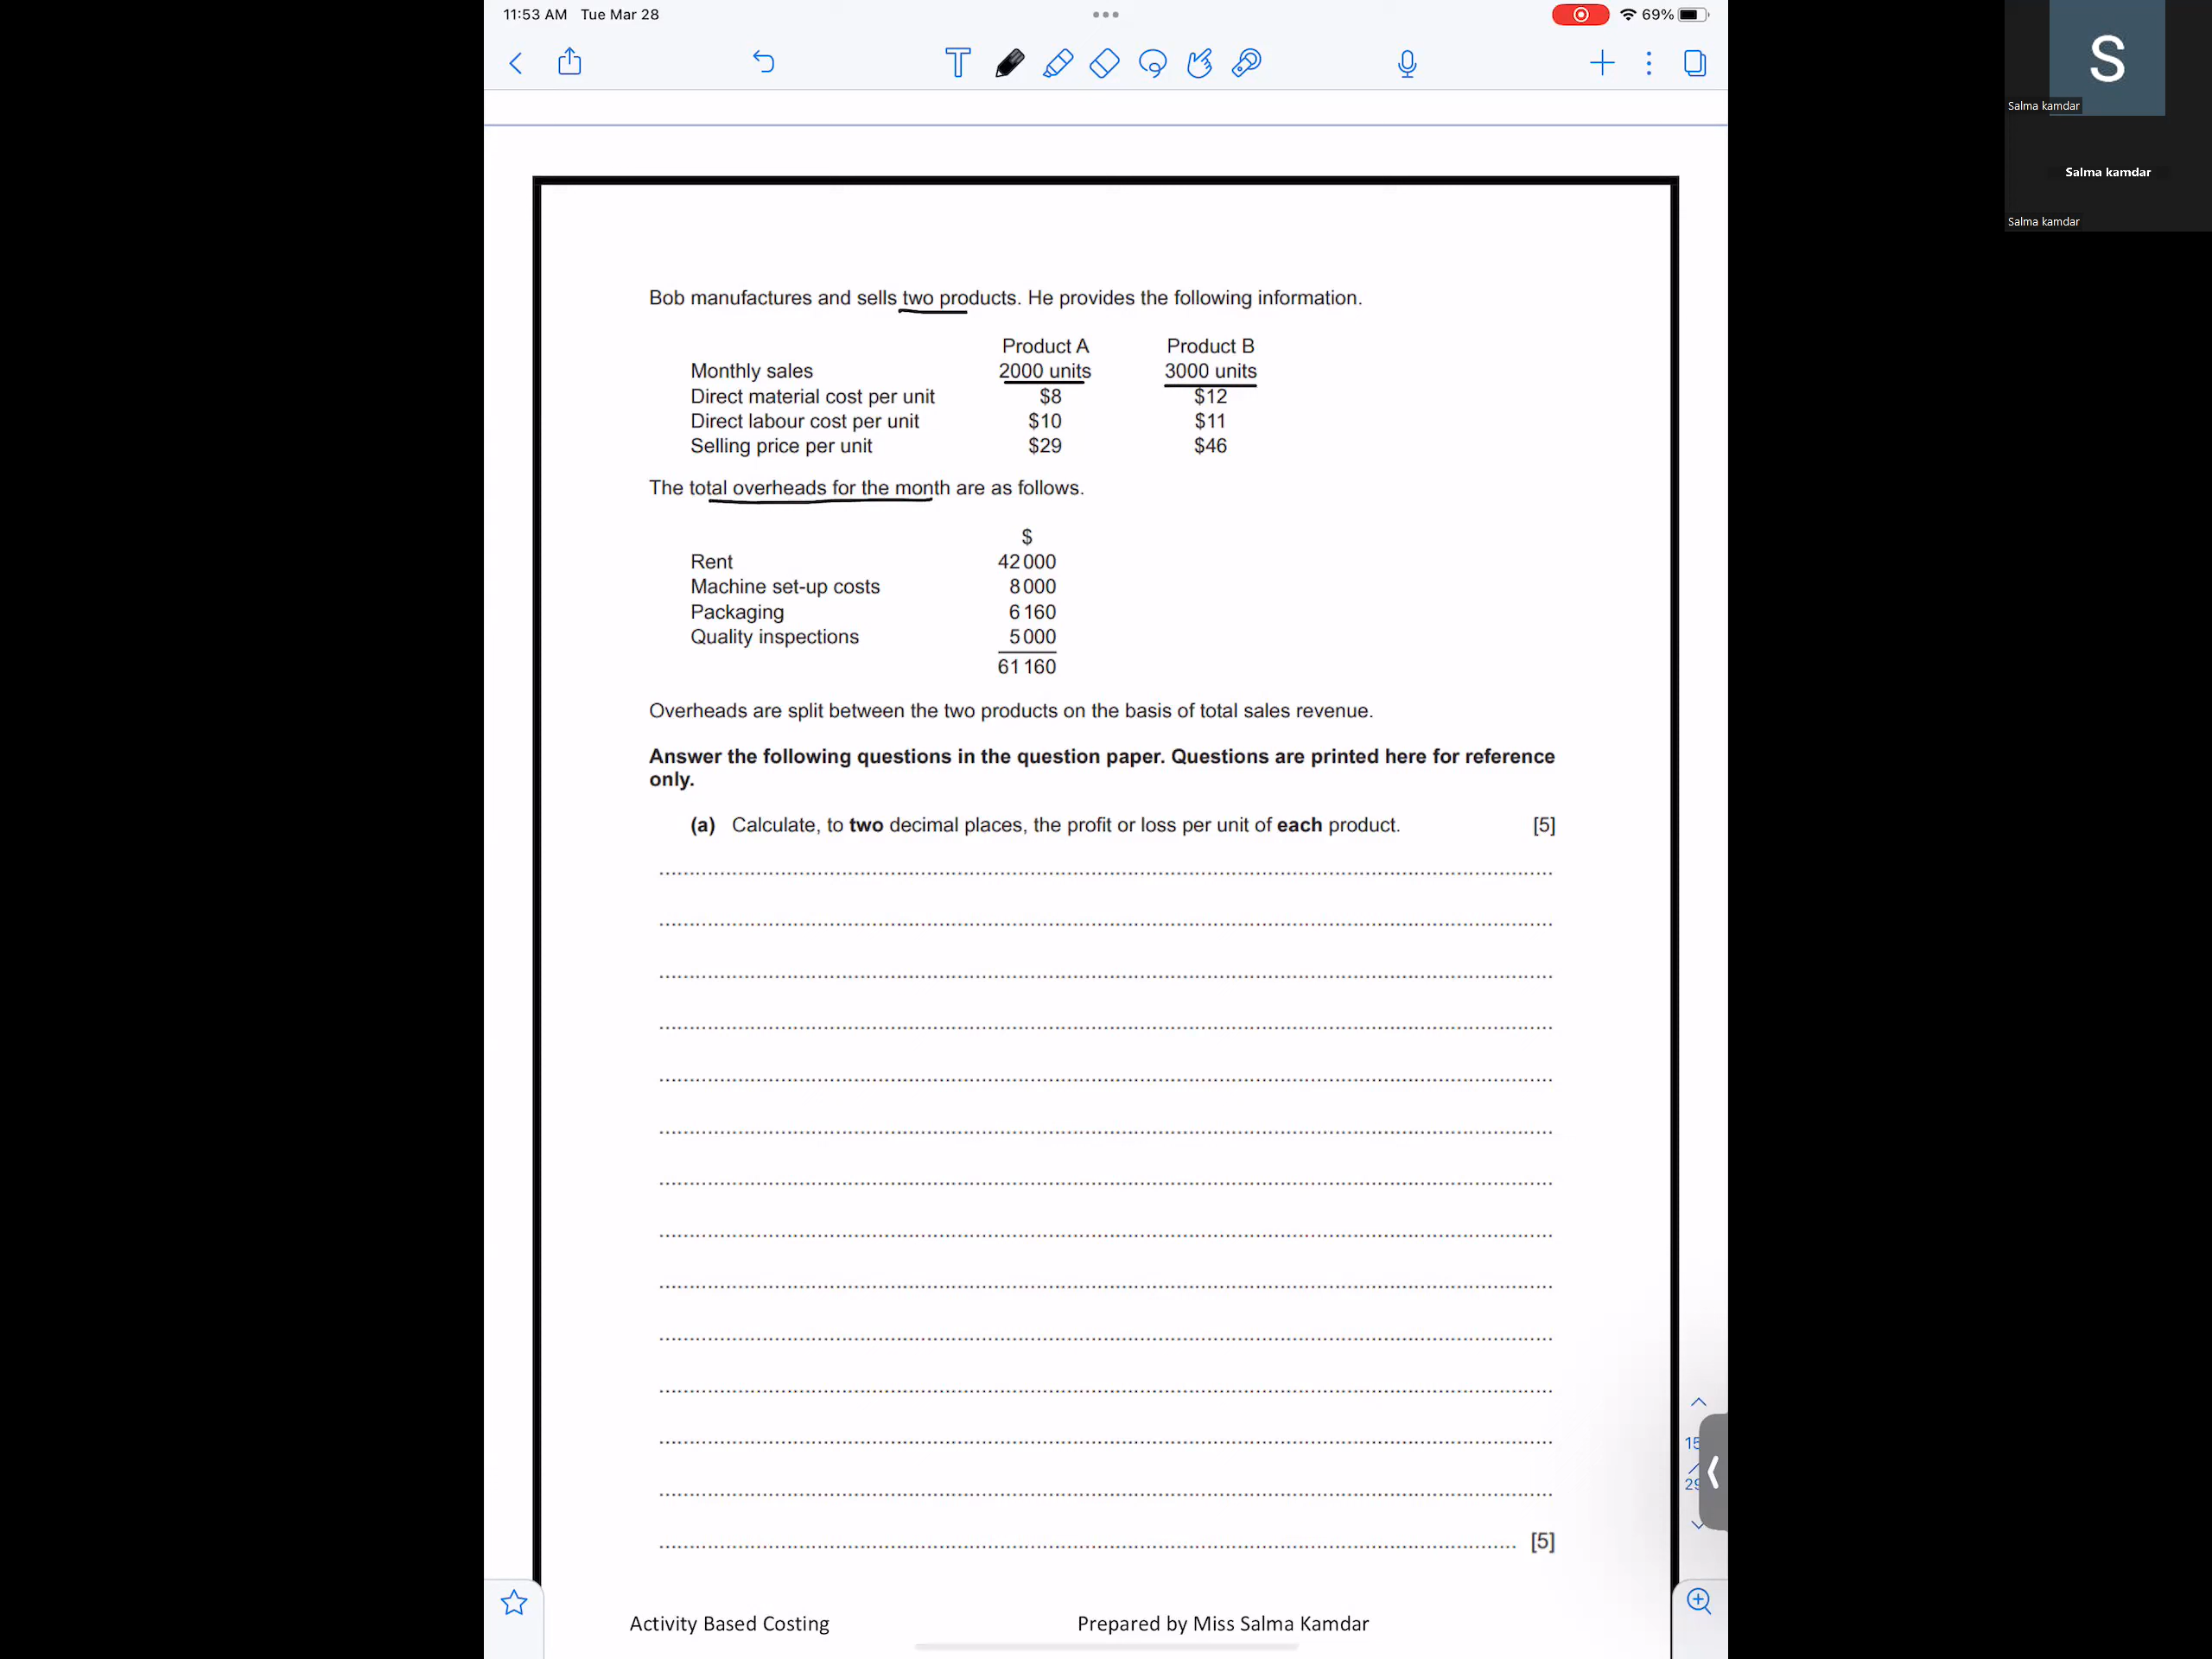 11:53 AM Tue Mar 28
69%
S
Salma kamdar
Salma kamdar
Salma kamdar
Bob manufactures and sells two products. He provides the following information.
Product A Product B
Monthly sales 2000 units 3000 units
Direct material cost per unit $8 $12
Direct labour cost per unit $10 $11
Selling price per unit $29 $46
The total overheads for the month are as follows.
$
Rent 42 000
Machine set-up costs 8 000
Packaging 6 160
Quality inspections 5 000
61 160
Overheads are split between the two products on the basis of total sales revenue.
Answer the following questions in the question paper. Questions are printed here for reference
only.
(a) Calculate, to two decimal places, the profit or loss per unit of each product. [5]
[5]
Activity Based Costing Prepared by Miss Salma Kamdar